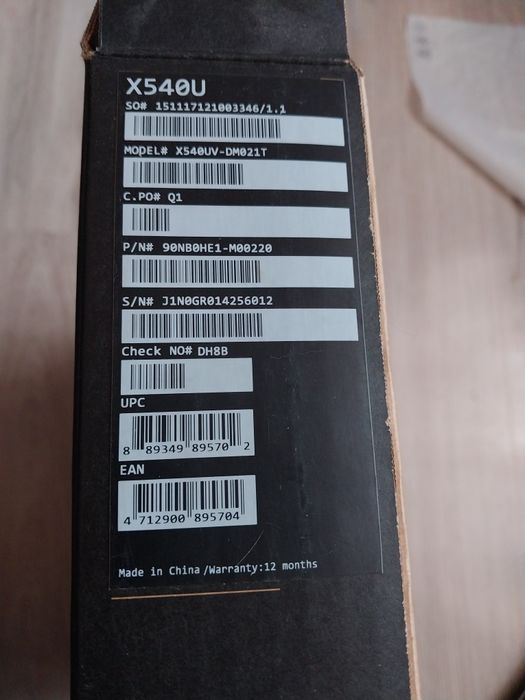 X540U
SO# 151117121003346/1.1
MODEL# X540UV-DM021T
C.PO# Q1
P/N# 90NB0HE1-M00220
S/N# J1N0GR014256012
Check NO# DH8B
UPC
8 89349 89570 2
EAN
4 712900 895704
Made in China /Warranty:12 months